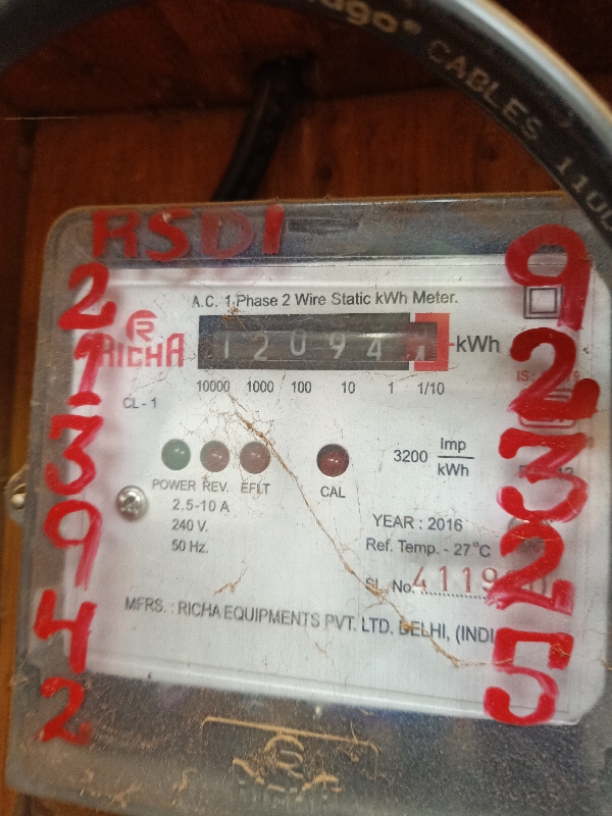 CABLES 110
RSDI
A.C. 1 Phase 2 Wire Static kWh Meter.
R
RICHA
1 2 0 9 4 kWh
10000 1000 100 10 1 1/10
CL-1
POWER REV. EFLT CAL
3200 Imp/kWh
2.5-10 A
240 V.
50 Hz.
YEAR : 2016
Ref. Temp. - 27°C
SL. No. 4119
MFRS. : RICHA EQUIPMENTS PVT. LTD. DELHI, (INDI
2
1
3
9
4
2
9
2
3
2
5